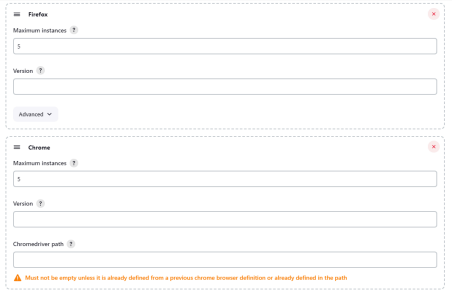 Firefox
Maximum instances ?
5
Version ?
Advanced
Chrome
Maximum instances ?
5
Version ?
Chromedriver path ?
Must not be empty unless it is already defined from a previous chrome browser definition or already defined in the path